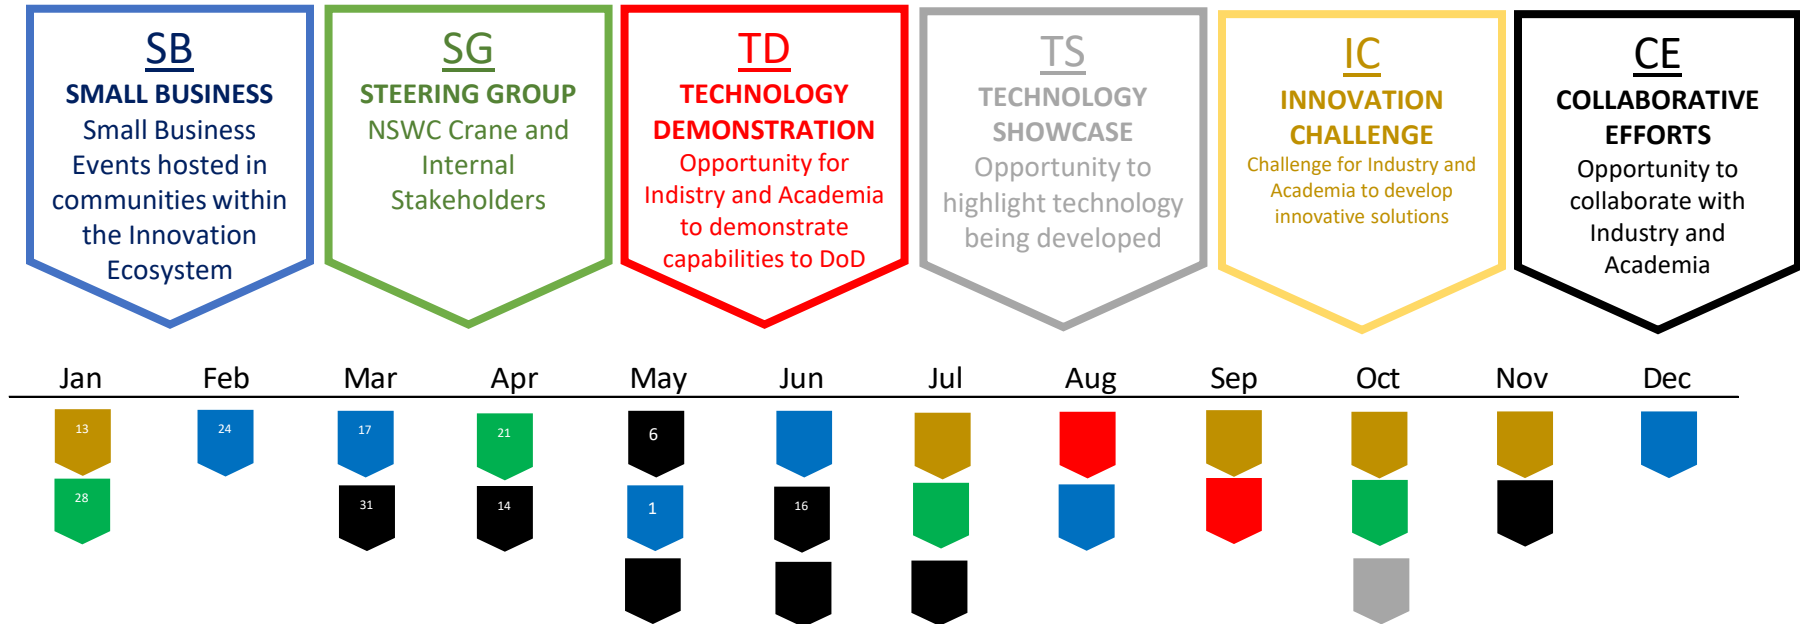 SB
SMALL BUSINESS
Small Business
Events hosted in
communities within
the Innovation
Ecosystem
SG
STEERING GROUP
NSWC Crane and
Internal
Stakeholders
TD
TECHNOLOGY
DEMONSTRATION
Opportunity for
Indistry and Academia
to demonstrate
capabilities to DoD
TS
TECHNOLOGY
SHOWCASE
Opportunity to
highlight technology
being developed
IC
INNOVATION
CHALLENGE
Challenge for Industry and
Academia to develop
innovative solutions
CE
COLLABORATIVE
EFFORTS
Opportunity to
collaborate with
Industry and
Academia
Jan Feb Mar Apr May Jun Jul Aug Sep Oct Nov Dec
13 24 17 21 6
28 31 14 1 16